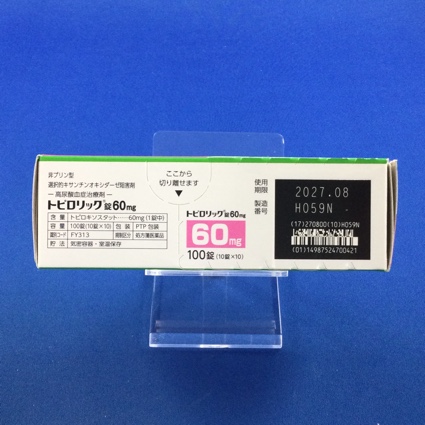 非プリン型
選択的キサンチンオキシダーゼ阻害剤
―高尿酸血症治療剤―
トピロリック錠60mg
含量 トピロキソスタット……60mg(1錠中)
容量 100錠(10錠×10) 包装 PTP包装
識別コード FY313 規制区分 処方箋医薬品
貯法 気密容器・室温保存
ここから
切り離せます
トピロリック錠60mg
60mg
100錠(10錠×10)
使用
期限
2027.08
製造
番号
H059N -
(17)270800(10)H059N
(01)14987524700421